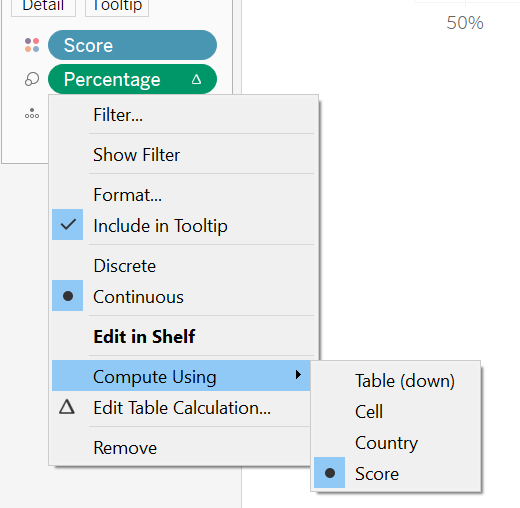 Detail Tooltip
50%
Score
Percentage
Filter...
Show Filter
Format...
Include in Tooltip
Discrete
Continuous
Edit in Shelf
Compute Using
Edit Table Calculation...
Remove
Table (down)
Cell
Country
Score